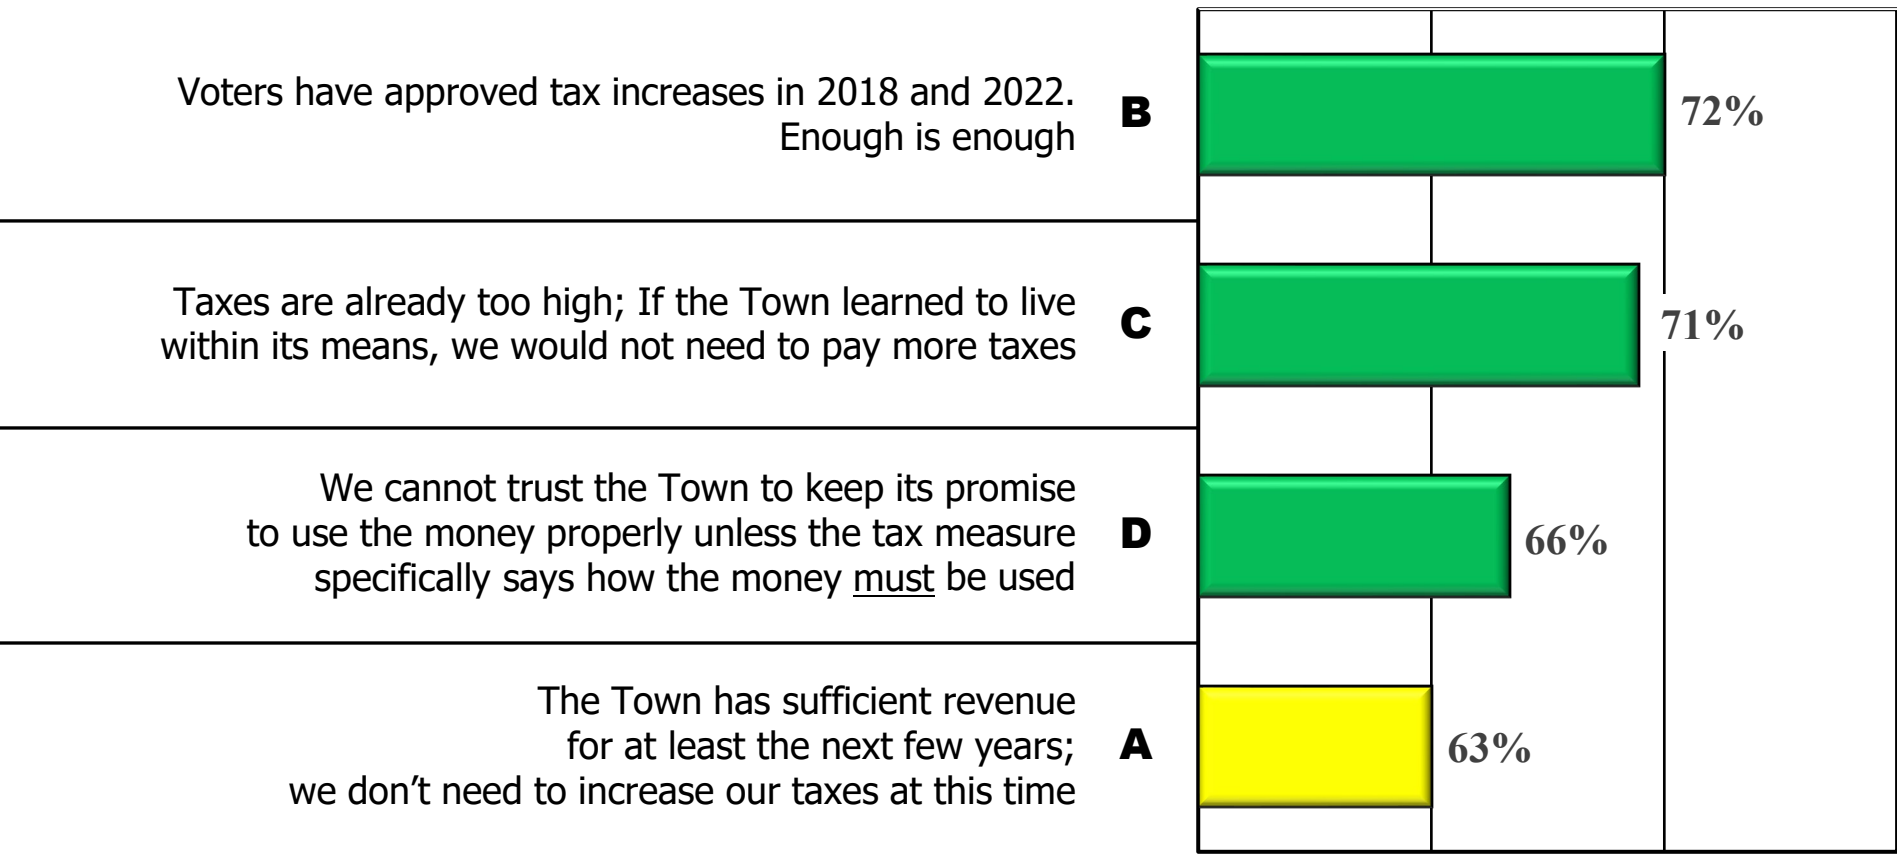 Voters have approved tax increases in 2018 and 2022.
Enough is enough
B
72%
Taxes are already too high; If the Town learned to live
within its means, we would not need to pay more taxes
C
71%
We cannot trust the Town to keep its promise
to use the money properly unless the tax measure
specifically says how the money must be used
D
66%
The Town has sufficient revenue
for at least the next few years;
we don’t need to increase our taxes at this time
A
63%